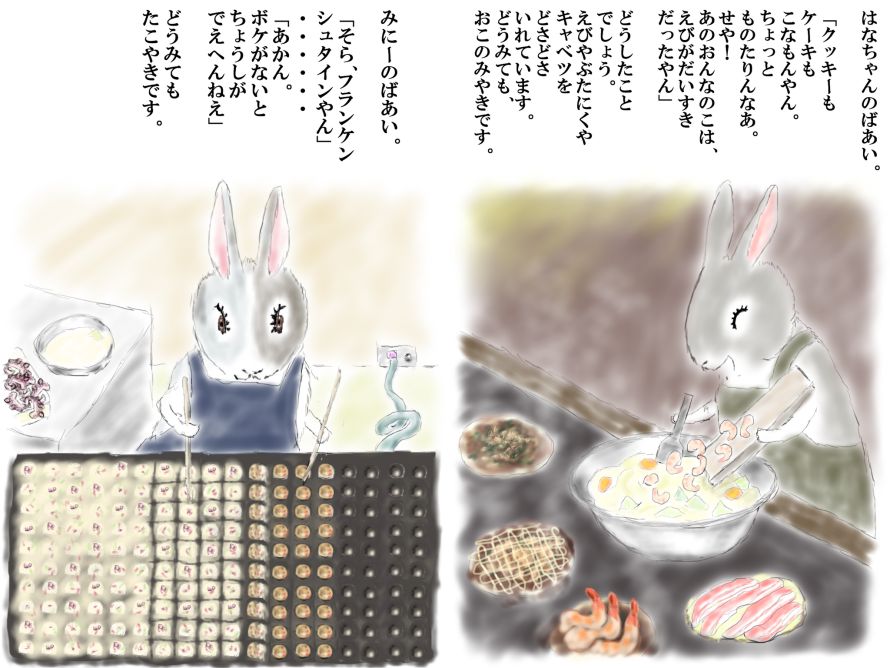 はなちゃんのばあい。
「クッキーも
ケーキも
こなもんやん。
ちょっと
ものたりんなあ。
せや!
あのおんなのこは、
えびがだいすき
だったやん」
どうしたこと
でしょう。
えびやぶたにくや
キャベツを
どさどさ
いれています。
どうみても、
おこのみやきです。
みにーのばあい。
「そら、フランケン
シュタインやん」
・・・・・・
「あかん。
ボケがないと
ちょうしが
でえへんねえ」
どうみても
たこやきです。